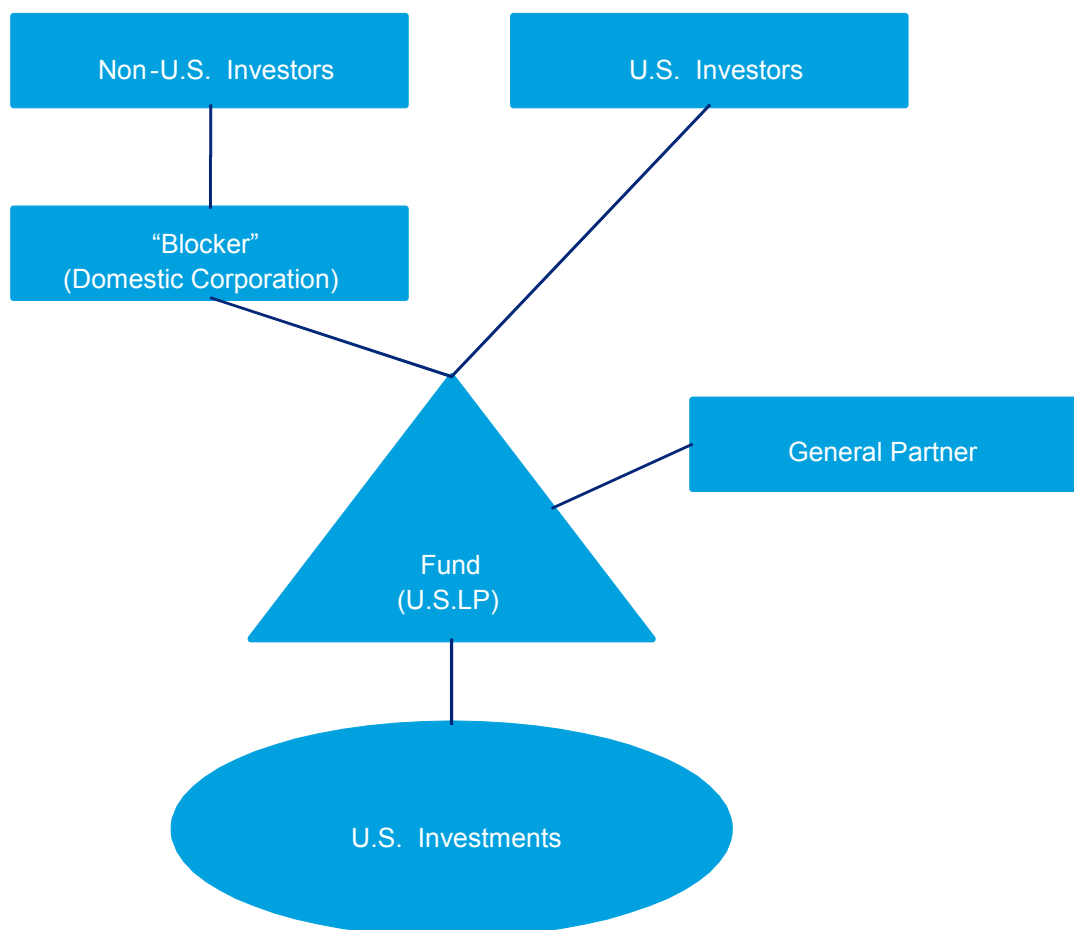 Non-U.S. Investors
U.S. Investors
“Blocker”
(Domestic Corporation)
General Partner
Fund
(U.S.LP)
U.S. Investments